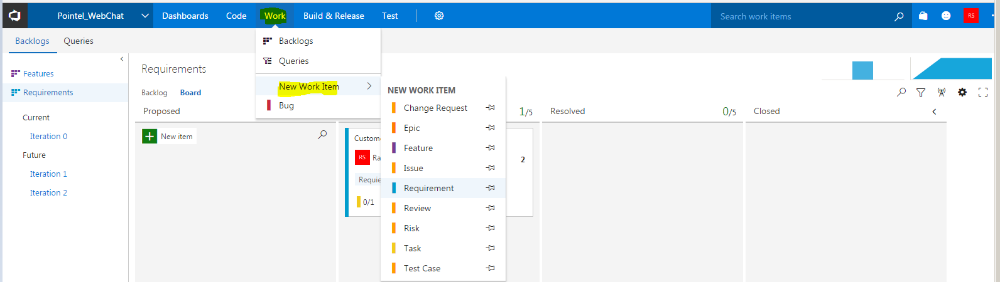 Pointel_WebChat Dashboards Code Work Build & Release Test Search work items RS
Backlogs Queries
Backlogs
Queries
New Work Item
Bug
Features
Requirements
Current
Iteration 0
Future
Iteration 1
Iteration 2
Requirements
Backlog Board
Proposed 1/5 Resolved 0/5 Closed
New item
Custome
RS Ra 2
Requie
0/1
NEW WORK ITEM
Change Request
Epic
Feature
Issue
Requirement
Review
Risk
Task
Test Case